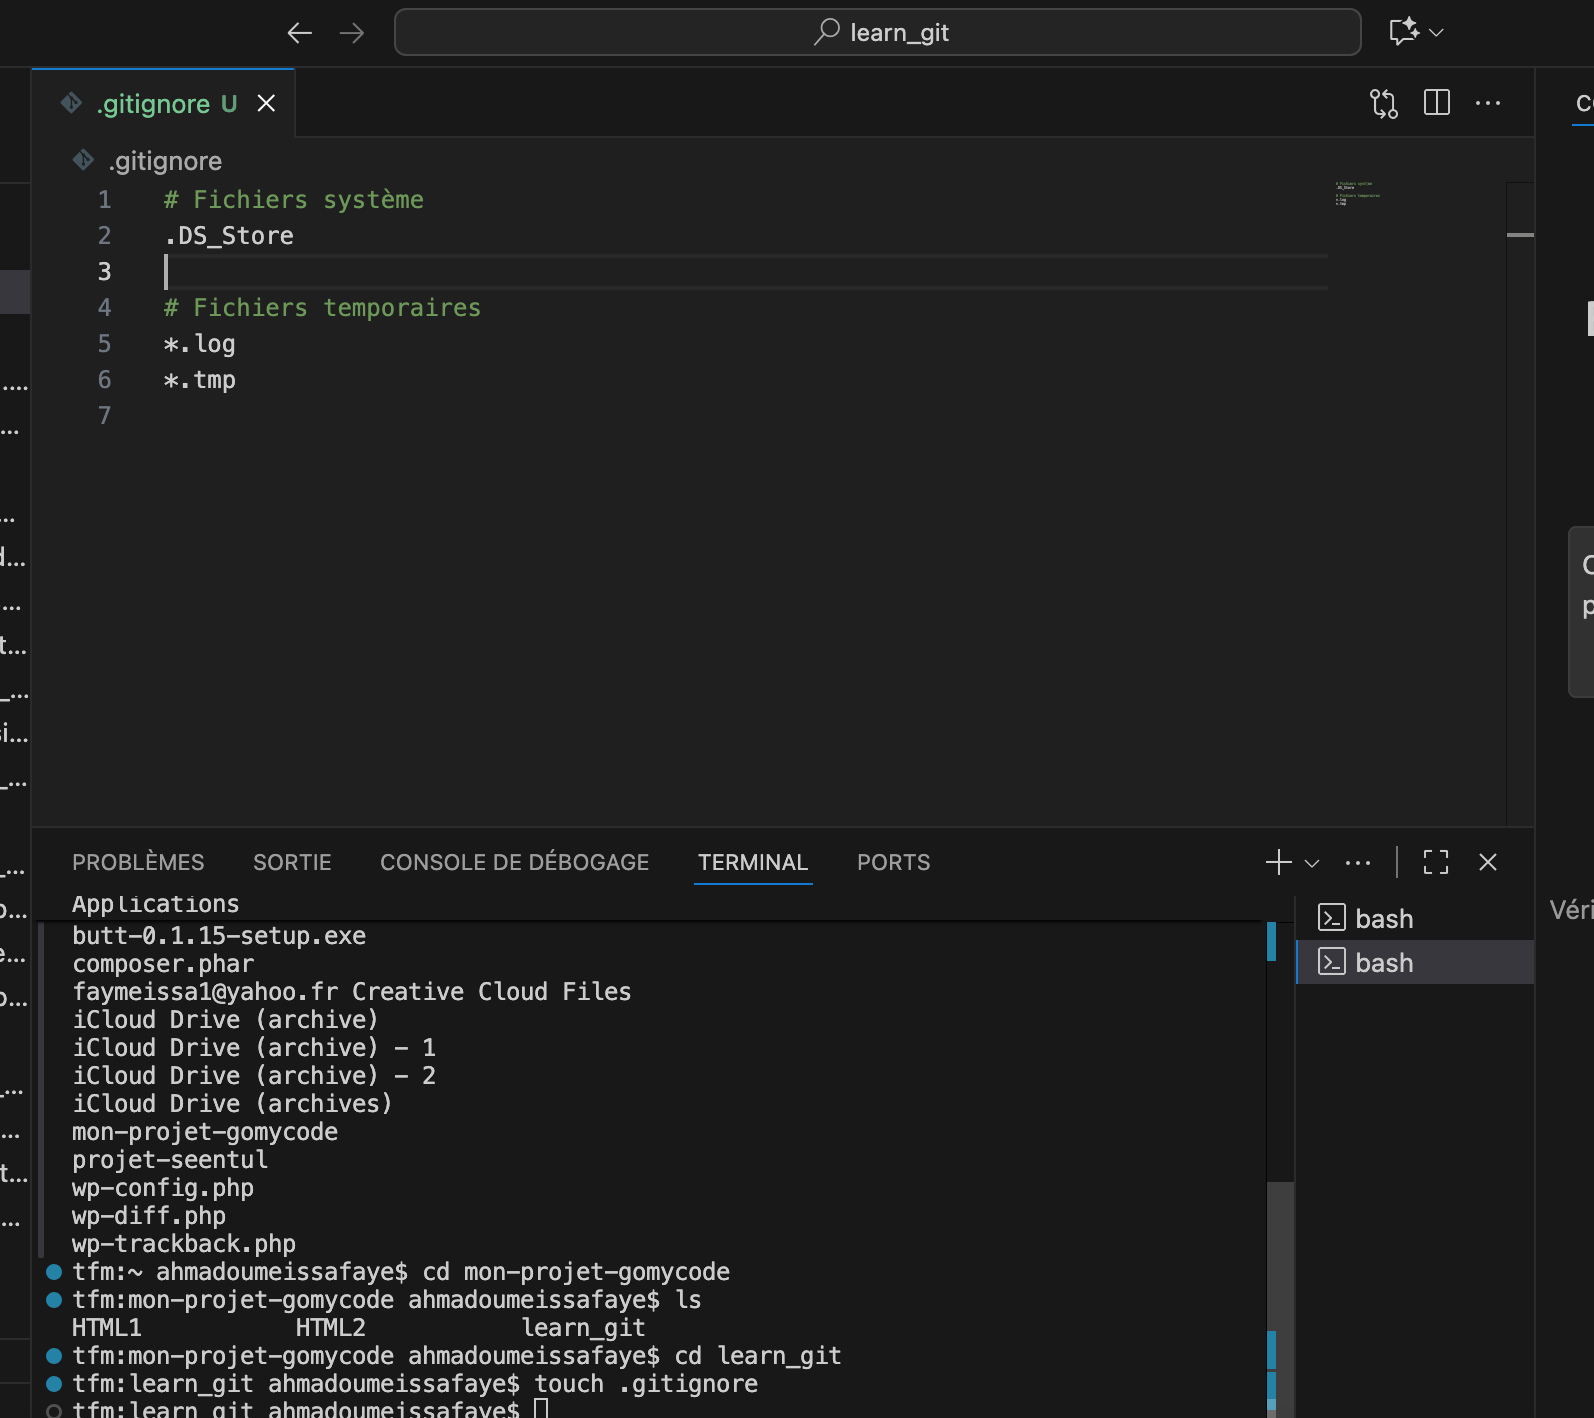 learn_git
.gitignore U
.gitignore
1 # Fichiers système
2 .DS_Store
3
4 # Fichiers temporaires
5 *.log
6 *.tmp
7
PROBLÈMES SORTIE CONSOLE DE DÉBOGAGE TERMINAL PORTS
Applications
butt-0.1.15-setup.exe
composer.phar
faymeissa1@yahoo.fr Creative Cloud Files
iCloud Drive (archive)
iCloud Drive (archive) - 1
iCloud Drive (archive) - 2
iCloud Drive (archives)
mon-projet-gomycode
projet-seentul
wp-config.php
wp-diff.php
wp-trackback.php
tfm:~ ahmadoumeissafaye$ cd mon-projet-gomycode
tfm:mon-projet-gomycode ahmadoumeissafaye$ ls
HTML1 HTML2 learn_git
tfm:mon-projet-gomycode ahmadoumeissafaye$ cd learn_git
tfm:learn_git ahmadoumeissafaye$ touch .gitignore
tfm:learn_git ahmadoumeissafaye$
bash
bash
Véri